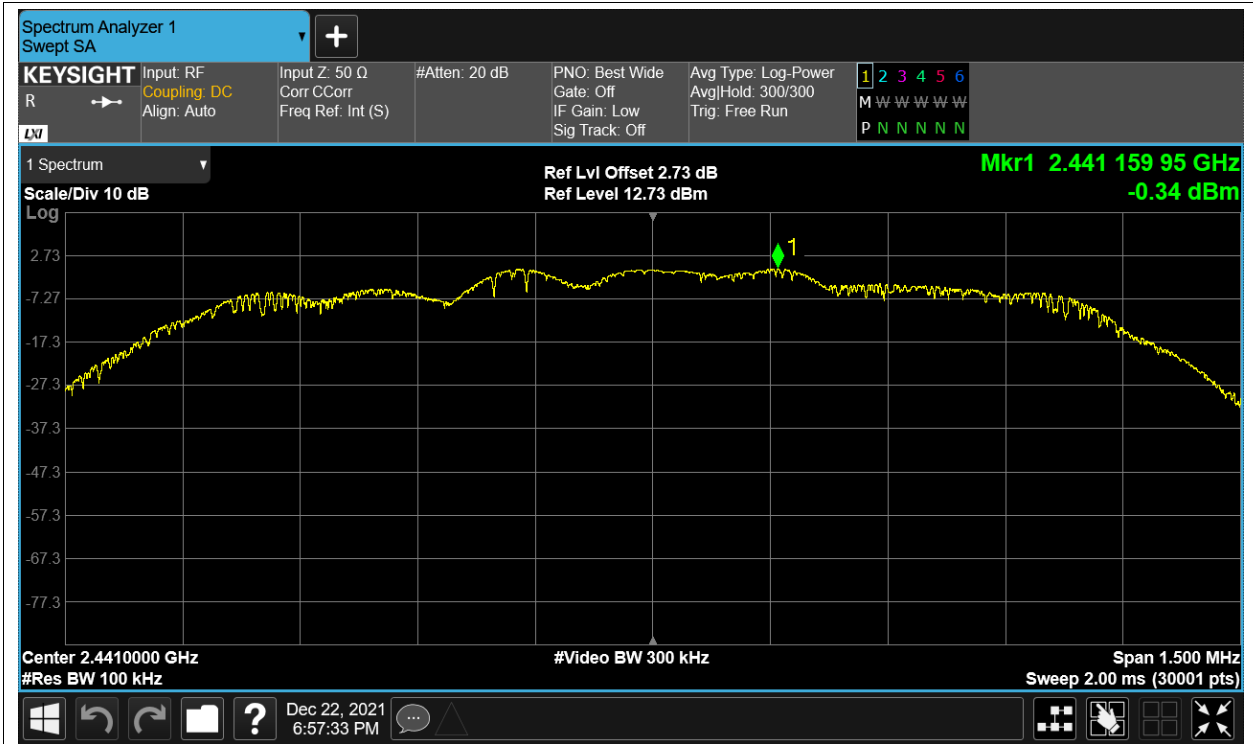 Spectrum Analyzer 1
Swept SA
KEYSIGHT
R
LXI
Input: RF
Coupling: DC
Align: Auto
Input Z: 50 Ω
Corr CCorr
Freq Ref: Int (S)
#Atten: 20 dB
PNO: Best Wide
Gate: Off
IF Gain: Low
Sig Track: Off
Avg Type: Log-Power
Avg|Hold: 300/300
Trig: Free Run
1 2 3 4 5 6
M W W W W W
P N N N N N
1 Spectrum
Scale/Div 10 dB
Log
Ref Lvl Offset 2.73 dB
Ref Level 12.73 dBm
Mkr1 2.441 159 95 GHz
-0.34 dBm
1
2.73
-7.27
-17.3
-27.3
-37.3
-47.3
-57.3
-67.3
-77.3
Center 2.4410000 GHz
#Res BW 100 kHz
#Video BW 300 kHz
Span 1.500 MHz
Sweep 2.00 ms (30001 pts)
?
Dec 22, 2021
6:57:33 PM